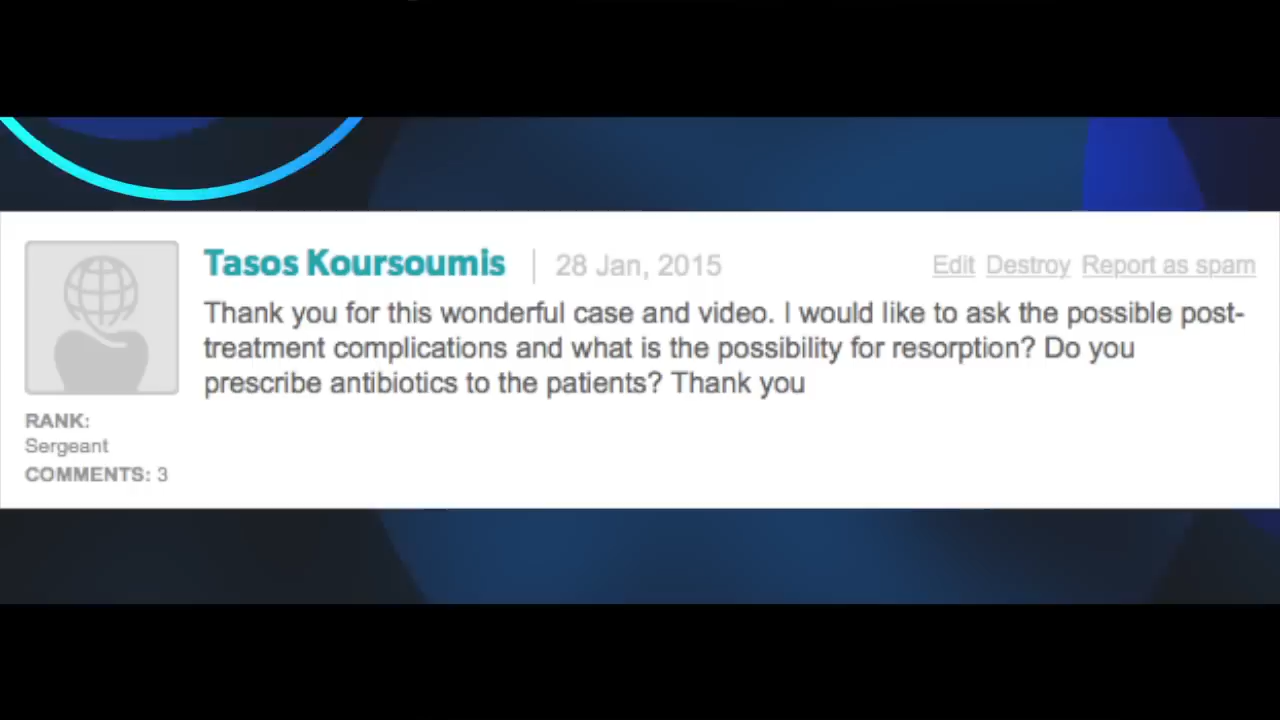 Tasos Koursoumis | 28 Jan, 2015 Edit Destroy Report as spam
Thank you for this wonderful case and video. I would like to ask the possible post-
treatment complications and what is the possibility for resorption? Do you
prescribe antibiotics to the patients? Thank you
RANK:
Sergeant
COMMENTS: 3